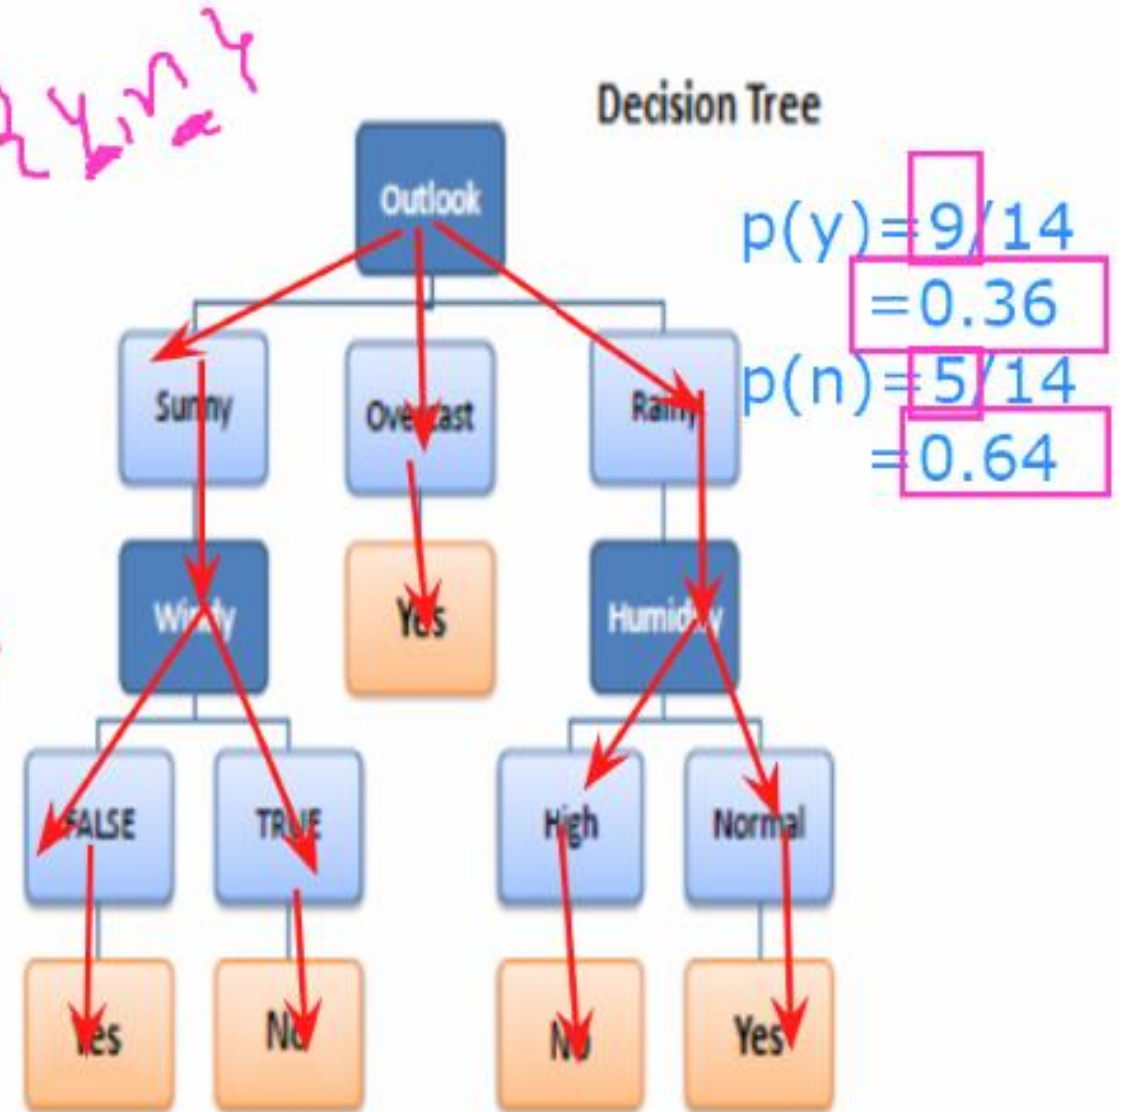 {y,n}
Decision Tree
Outlook
p(y)=9/14
=0.36
p(n)=5/14
=0.64
Sunny Overcast Rainy
Windy Yes Humidity
FALSE TRUE High Normal
Yes No No Yes